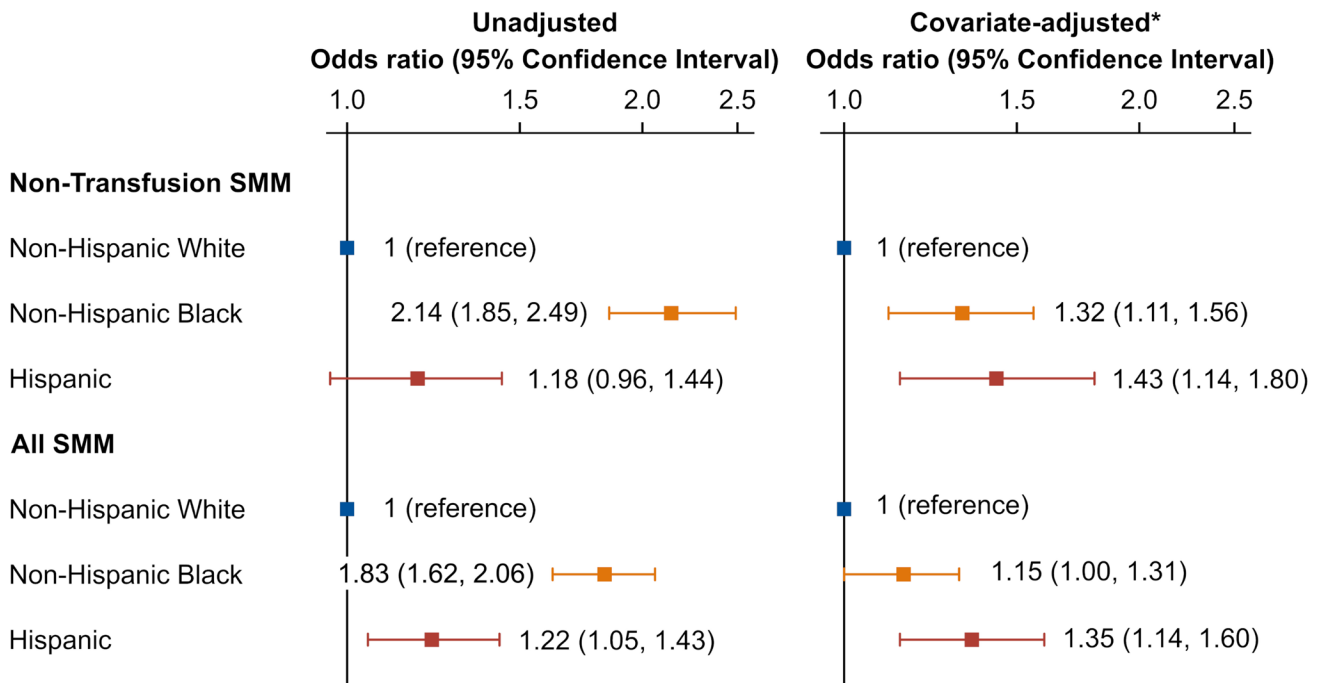 Unadjusted
Odds ratio (95% Confidence Interval)
1.0 1.5 2.0 2.5
Covariate-adjusted*
Odds ratio (95% Confidence Interval)
1.0 1.5 2.0 2.5
Non-Transfusion SMM
Non-Hispanic White 1 (reference) 1 (reference)
Non-Hispanic Black 2.14 (1.85, 2.49) 1.32 (1.11, 1.56)
Hispanic 1.18 (0.96, 1.44) 1.43 (1.14, 1.80)
All SMM
Non-Hispanic White 1 (reference) 1 (reference)
Non-Hispanic Black 1.83 (1.62, 2.06) 1.15 (1.00, 1.31)
Hispanic 1.22 (1.05, 1.43) 1.35 (1.14, 1.60)